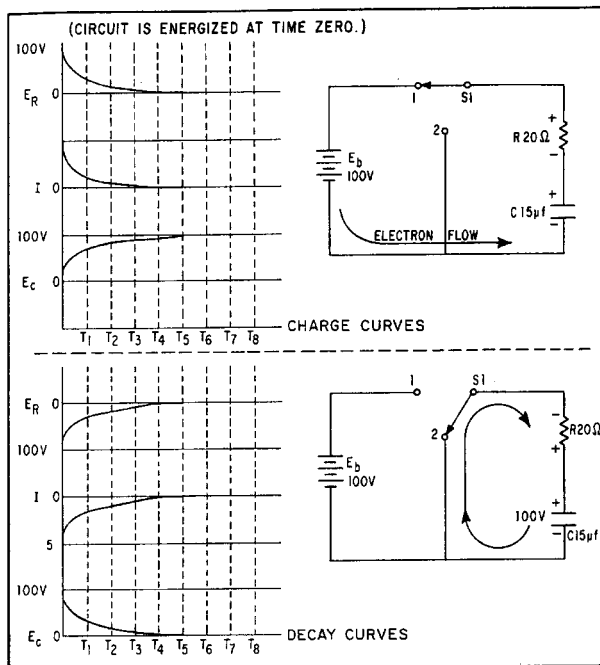 (CIRCUIT IS ENERGIZED AT TIME ZERO.)
100V
E_R 0
I 0
100V
E_c 0
T1 T2 T3 T4 T5 T6 T7 T8
CHARGE CURVES
1 S1
2
E_b
100V
+
R 20Ω
-
+
C 15µf
-
ELECTRON FLOW
E_R 0
100V
I 0
5
100V
E_c 0
T1 T2 T3 T4 T5 T6 T7 T8
DECAY CURVES
1 S1
2
E_b
100V
-
R20Ω
+
+
100V
-
C15µf